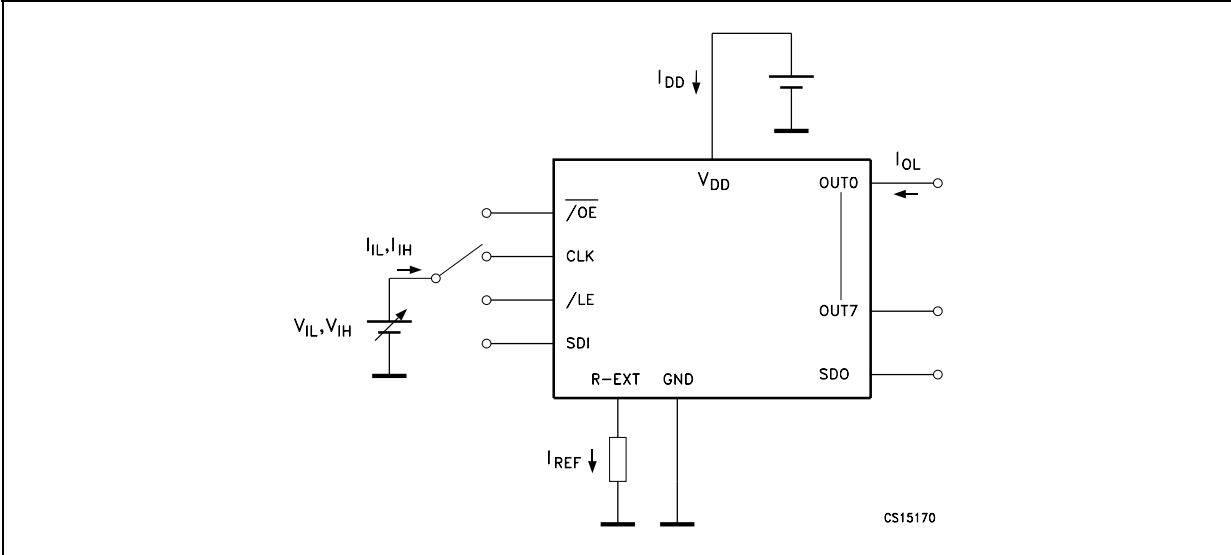 IDD
VDD
OUT0
IOL
/OE
IIL,IIH
CLK
/LE
OUT7
VIL,VIH
SDI
SDO
R-EXT GND
IREF
CS15170